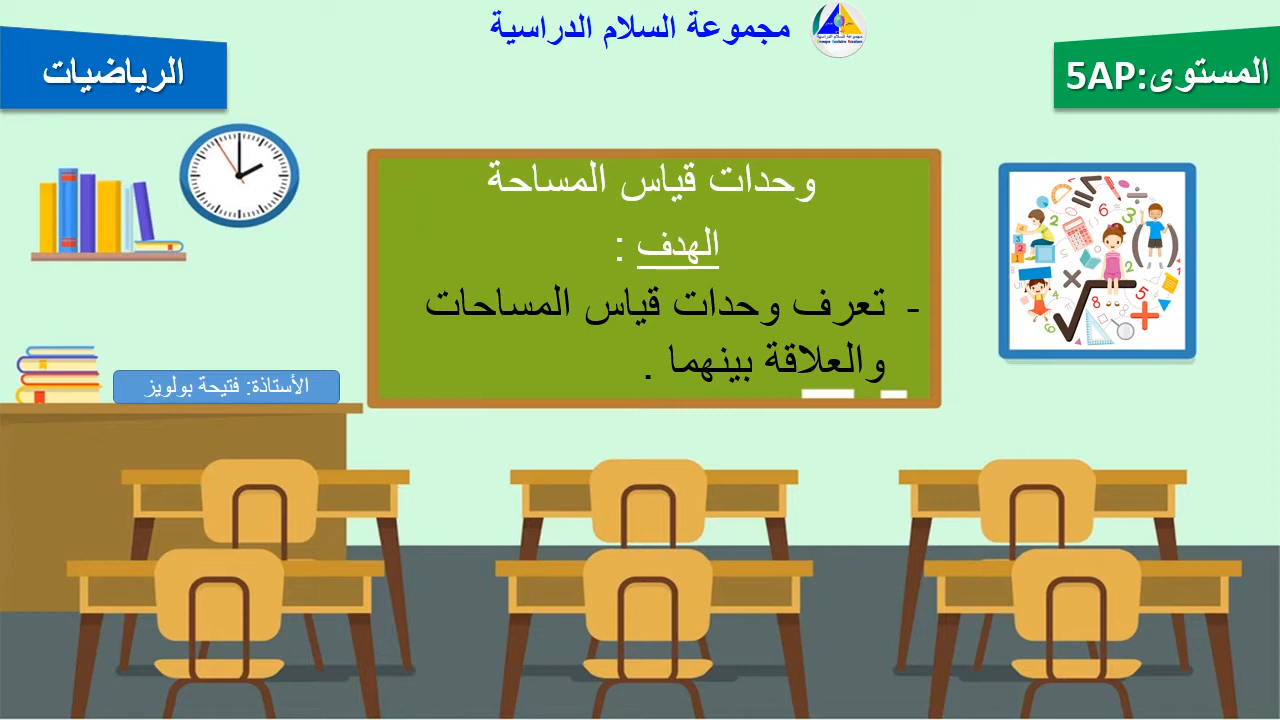 مجموعة السلام الدراسية
المستوى:5AP
الرياضيات
وحدات قياس المساحة
الهدف :
- تعرف وحدات قياس المساحات
والعلاقة بينهما .
الأستاذة: فتيحة بولويز